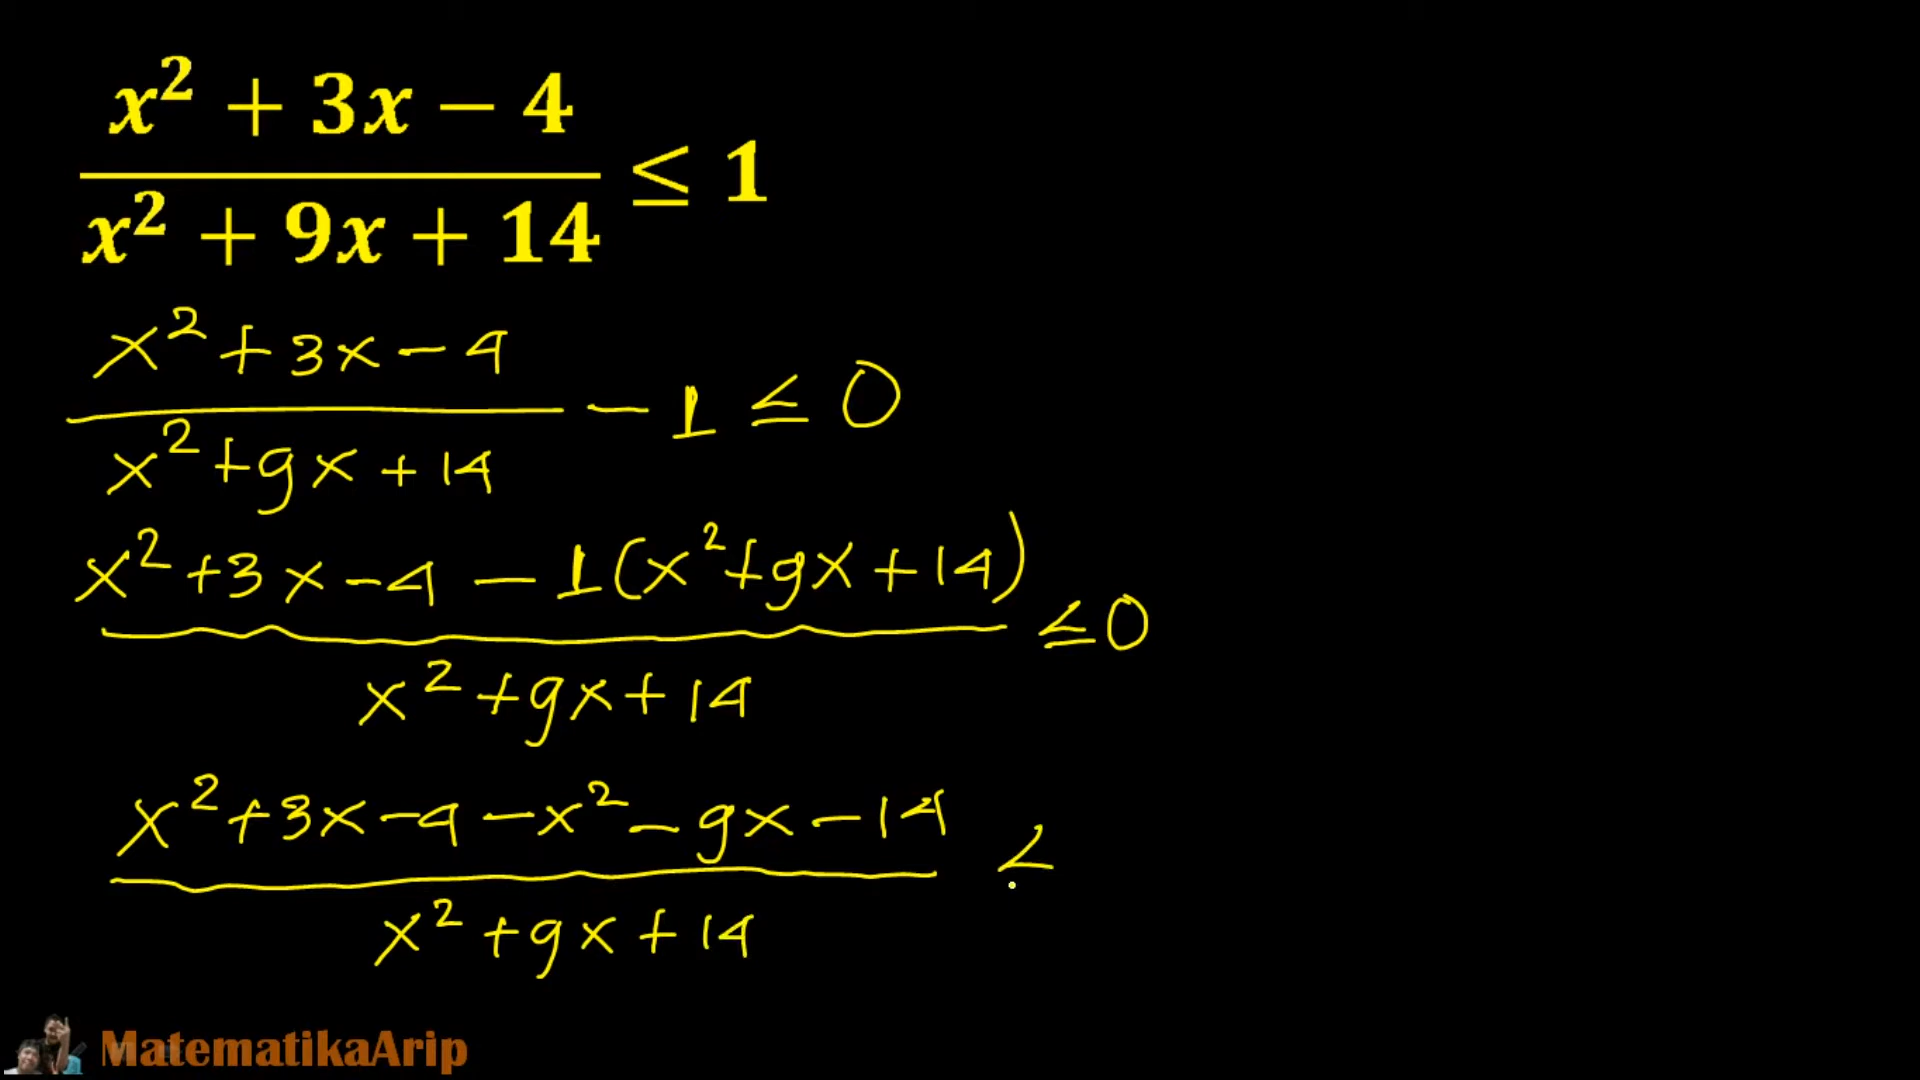 x² + 3x − 4
x² + 9x + 14
≤ 1
x² + 3x − 4
x² + 9x + 14
− 1 ≤ 0
x² + 3x − 4 − 1(x² + 9x + 14)
x² + 9x + 14
≤ 0
x² + 3x − 4 − x² − 9x − 14
x² + 9x + 14
<
MatematikaArip